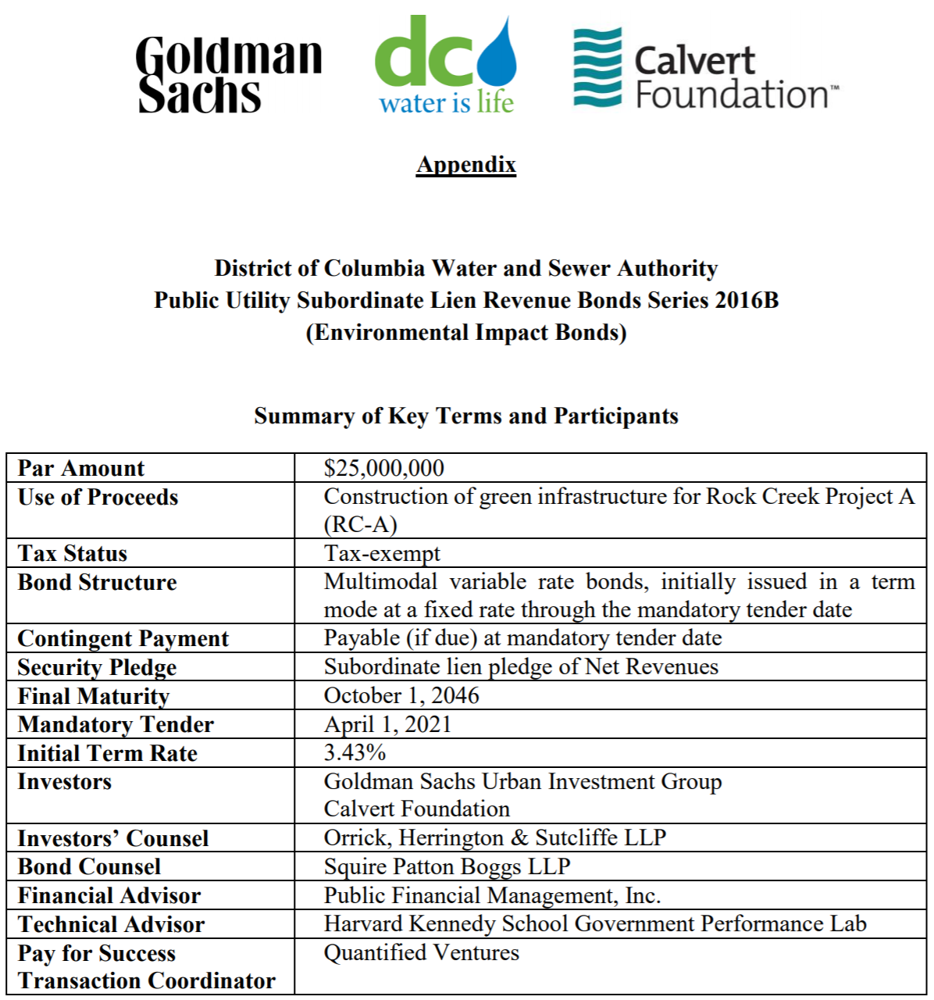 Goldman
Sachs
dc
water is life
Calvert
Foundation™
Appendix
District of Columbia Water and Sewer Authority
Public Utility Subordinate Lien Revenue Bonds Series 2016B
(Environmental Impact Bonds)
Summary of Key Terms and Participants
Par Amount $25,000,000
Use of Proceeds Construction of green infrastructure for Rock Creek Project A
(RC-A)
Tax Status Tax-exempt
Bond Structure Multimodal variable rate bonds, initially issued in a term
mode at a fixed rate through the mandatory tender date
Contingent Payment Payable (if due) at mandatory tender date
Security Pledge Subordinate lien pledge of Net Revenues
Final Maturity October 1, 2046
Mandatory Tender April 1, 2021
Initial Term Rate 3.43%
Investors Goldman Sachs Urban Investment Group
Calvert Foundation
Investors’ Counsel Orrick, Herrington & Sutcliffe LLP
Bond Counsel Squire Patton Boggs LLP
Financial Advisor Public Financial Management, Inc.
Technical Advisor Harvard Kennedy School Government Performance Lab
Pay for Success Quantified Ventures
Transaction Coordinator